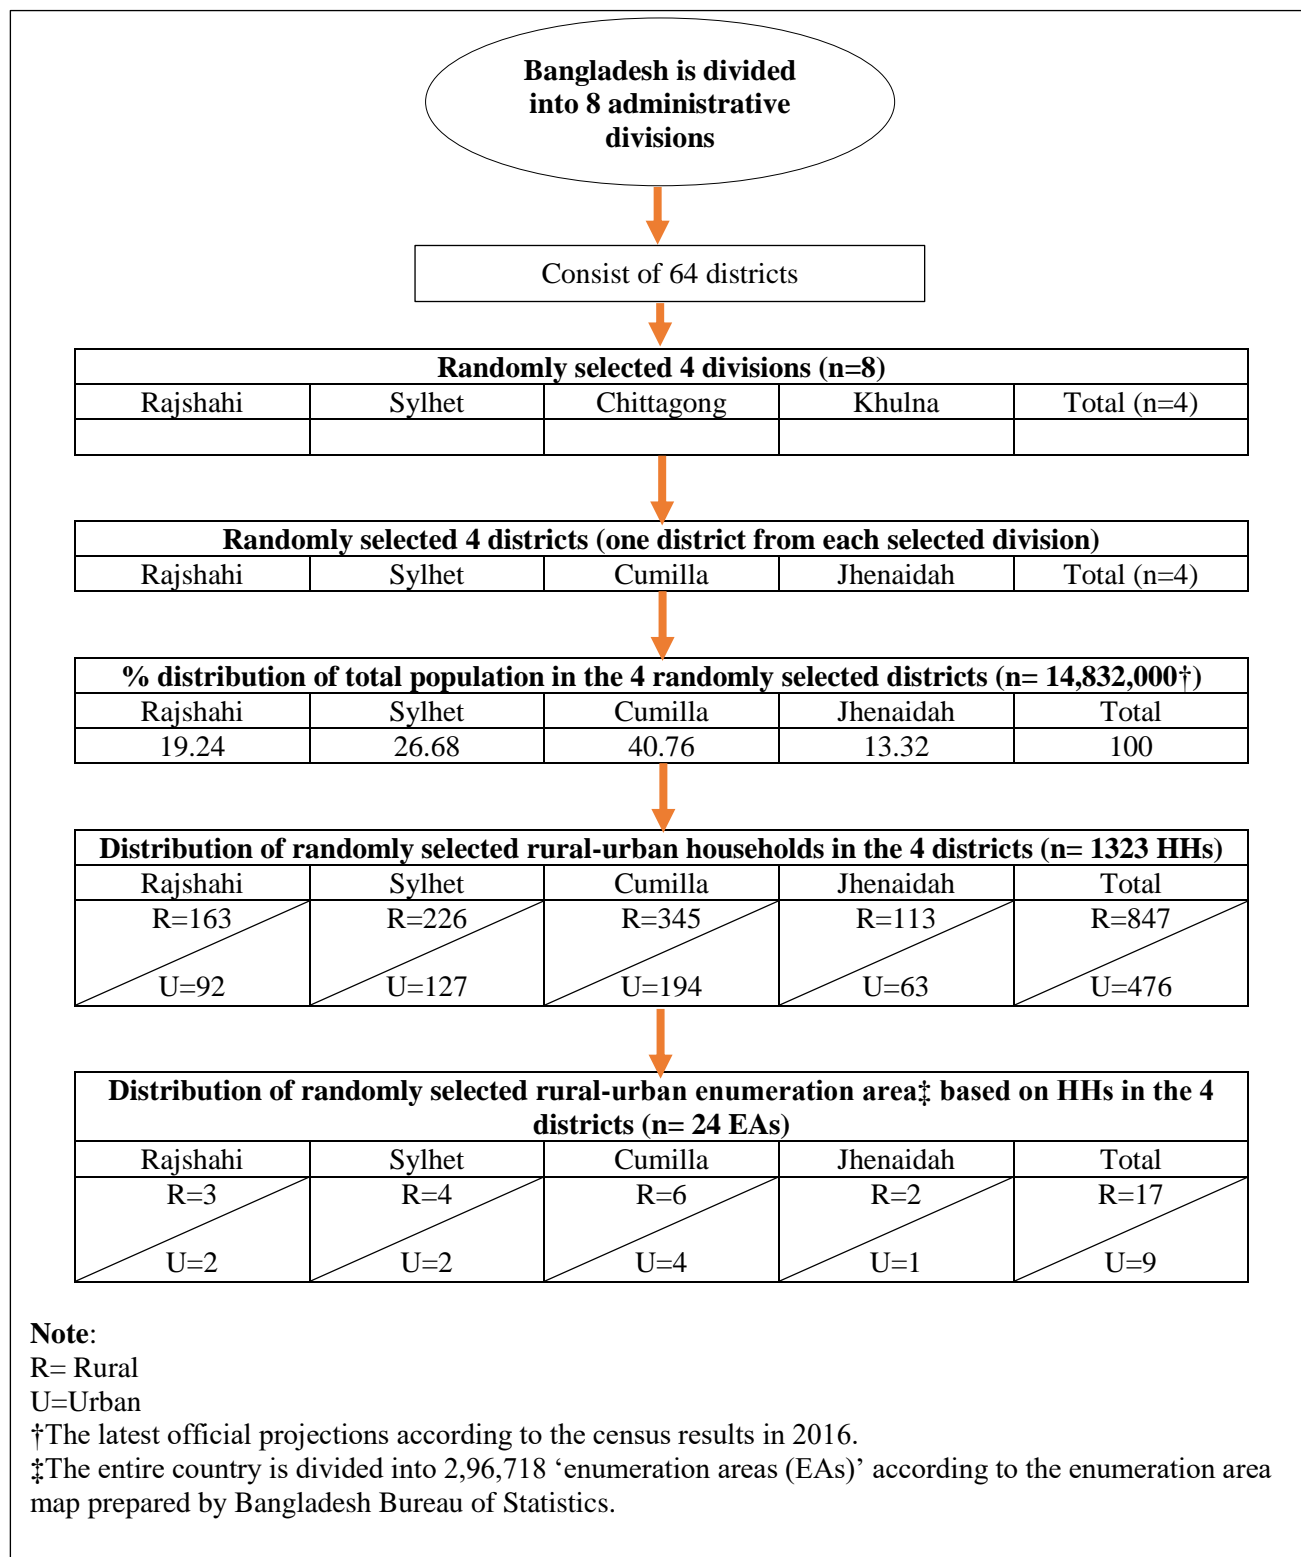 Bangladesh is divided
into 8 administrative
divisions
Consist of 64 districts
Randomly selected 4 divisions (n=8)
Rajshahi Sylhet Chittagong Khulna Total (n=4)
Randomly selected 4 districts (one district from each selected division)
Rajshahi Sylhet Cumilla Jhenaidah Total (n=4)
% distribution of total population in the 4 randomly selected districts (n= 14,832,000†)
Rajshahi Sylhet Cumilla Jhenaidah Total
19.24 26.68 40.76 13.32 100
Distribution of randomly selected rural-urban households in the 4 districts (n= 1323 HHs)
Rajshahi Sylhet Cumilla Jhenaidah Total
R=163 R=226 R=345 R=113 R=847
U=92 U=127 U=194 U=63 U=476
Distribution of randomly selected rural-urban enumeration area‡ based on HHs in the 4
districts (n= 24 EAs)
Rajshahi Sylhet Cumilla Jhenaidah Total
R=3 R=4 R=6 R=2 R=17
U=2 U=2 U=4 U=1 U=9
Note:
R= Rural
U=Urban
†The latest official projections according to the census results in 2016.
‡The entire country is divided into 2,96,718 ‘enumeration areas (EAs)’ according to the enumeration area
map prepared by Bangladesh Bureau of Statistics.